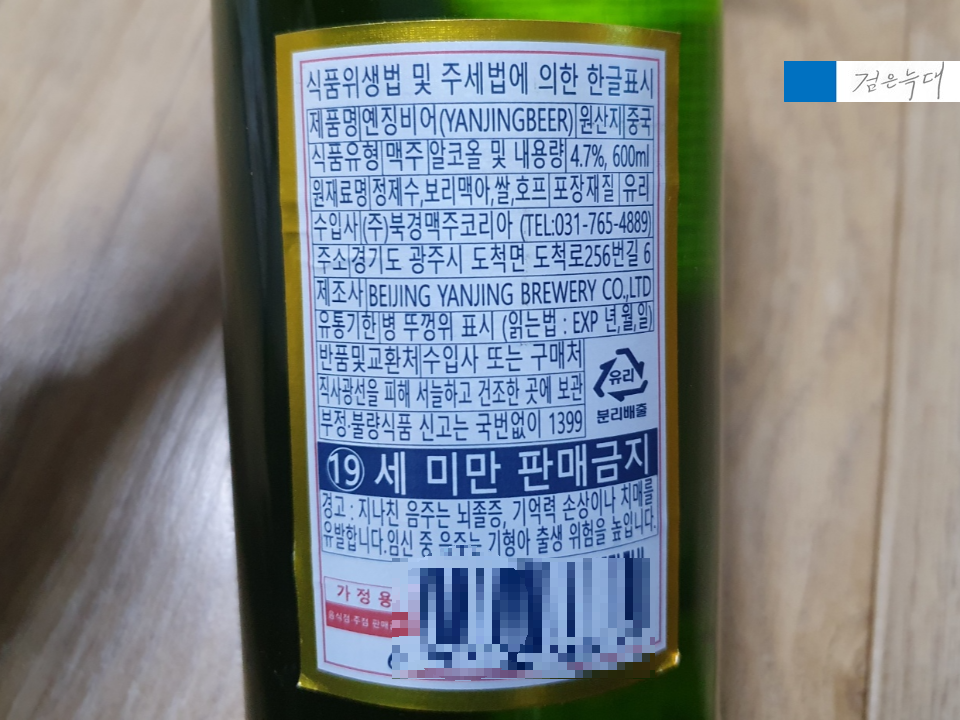 검은늑대
식품위생법 및 주세법에 의한 한글표시
제품명 옌징비어(YANJINGBEER) 원산지 중국
식품유형 맥주 알코올 및 내용량 4.7%, 600ml
원재료명 정제수,보리맥아,쌀,호프 포장재질 유리
수입사 (주)북경맥주코리아 (TEL:031-765-4889)
주소 경기도 광주시 도척면 도척로256번길 6
제조사 BEIJING YANJING BREWERY CO.,LTD
유통기한 병 뚜껑위 표시 (읽는법 : EXP 년,월,일)
반품및교환처 수입사 또는 구매처
직사광선을 피해 서늘하고 건조한 곳에 보관
부정·불량식품 신고는 국번없이 1399
유리
분리배출
19세 미만 판매금지
경고 : 지나친 음주는 뇌졸증, 기억력 손상이나 치매를
유발합니다.임신 중 음주는 기형아 출생 위험을 높입니다.
가정용
음식점·주점 판매